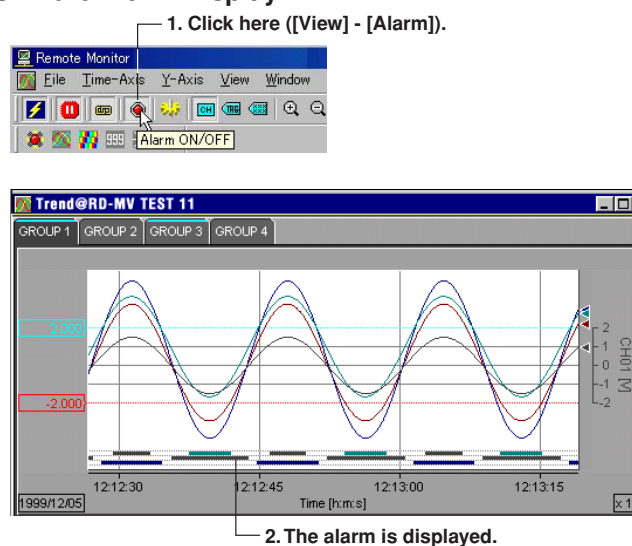 1. Click here ([View] - [Alarm]).
Remote Monitor
File Time-Axis Y-Axis View Window
CH TAG
999
Alarm ON/OFF
Trend@RD-MV TEST 11
GROUP 1 GROUP 2 GROUP 3 GROUP 4
2.000
-2.000
2
1
0
-1
-2
CH01 [V]
12:12:30 12:12:45 12:13:00 12:13:15
1999/12/05 Time [h:m:s] x 1
2. The alarm is displayed.